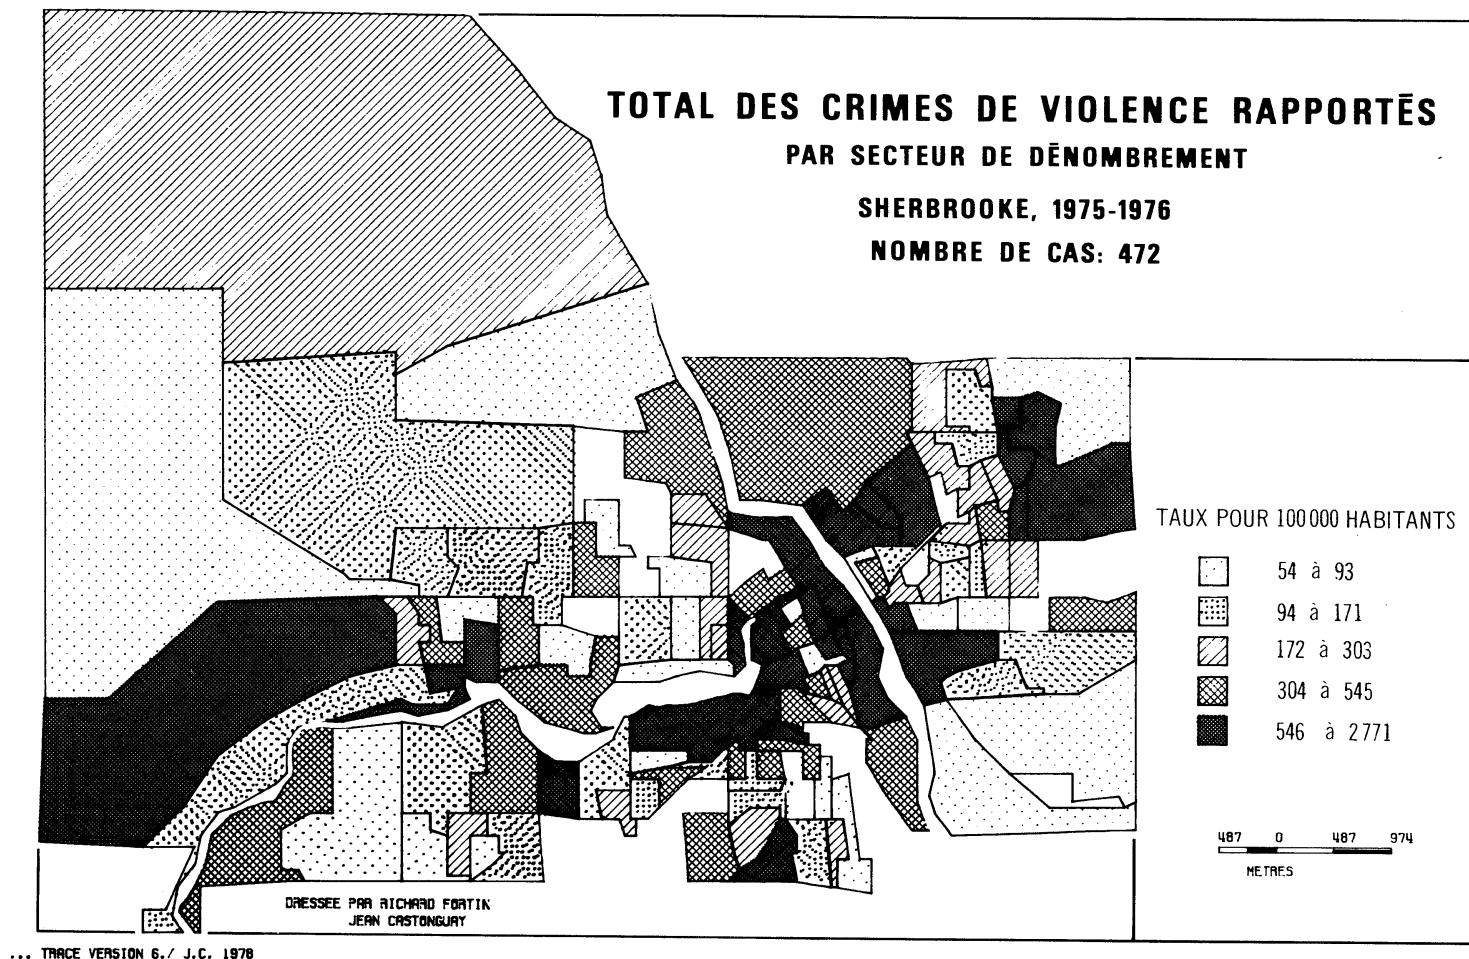 TOTAL DES CRIMES DE VIOLENCE RAPPORTÉS
PAR SECTEUR DE DÉNOMBREMENT
SHERBROOKE, 1975-1976
NOMBRE DE CAS: 472
TAUX POUR 100000 HABITANTS
54 à 93
94 à 171
172 à 303
304 à 545
546 à 2771
487 0 487 974
METRES
DRESSEE PAR RICHARD FORTIN
JEAN CASTONGUAY
... TRACE VERSION 6./ J.C. 1978